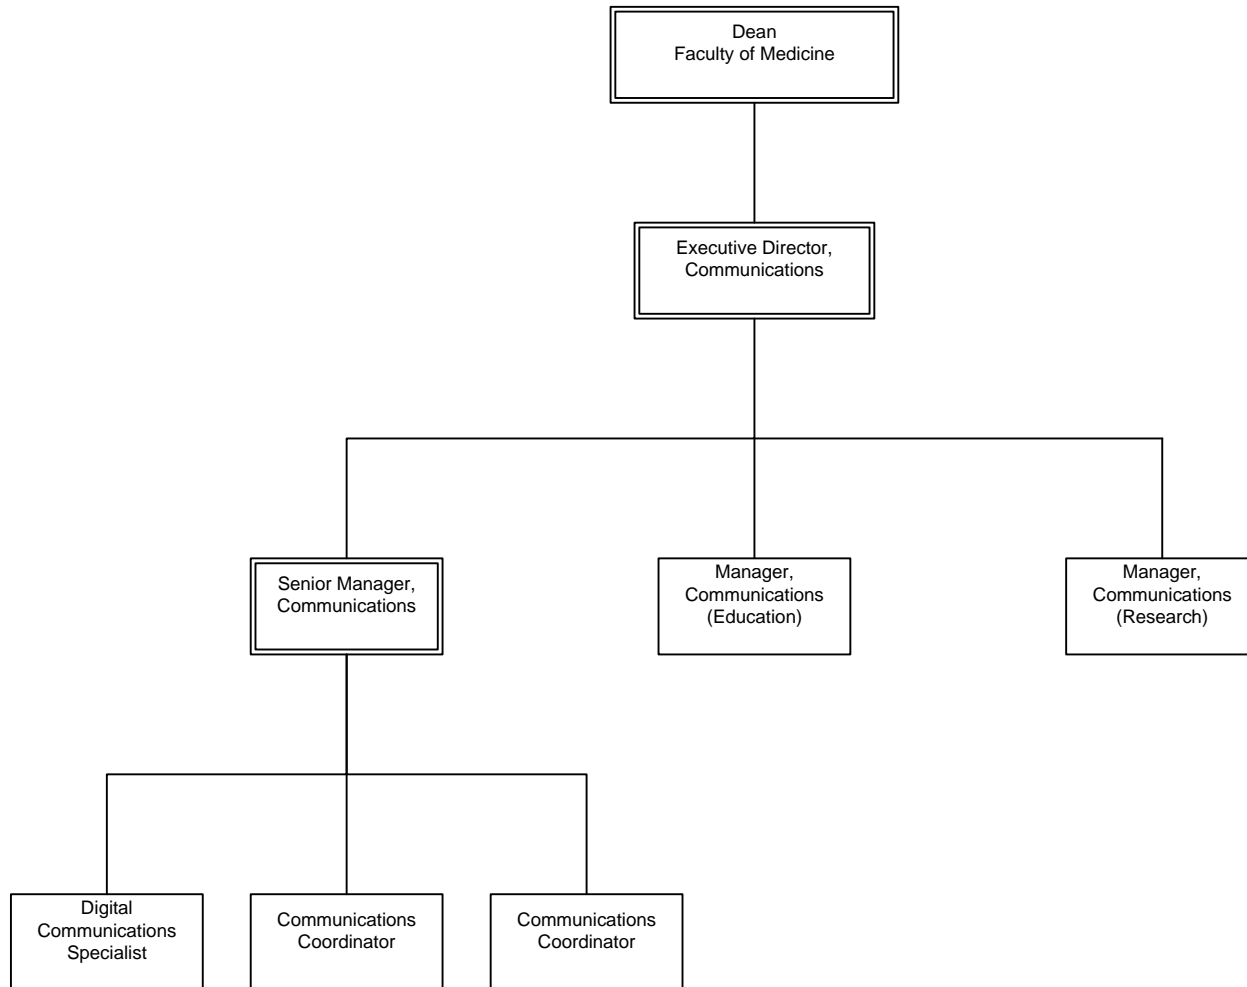 Dean
Faculty of Medicine
Executive Director,
Communications
Senior Manager,
Communications
Manager,
Communications
(Education)
Manager,
Communications
(Research)
Digital
Communications
Specialist
Communications
Coordinator
Communications
Coordinator